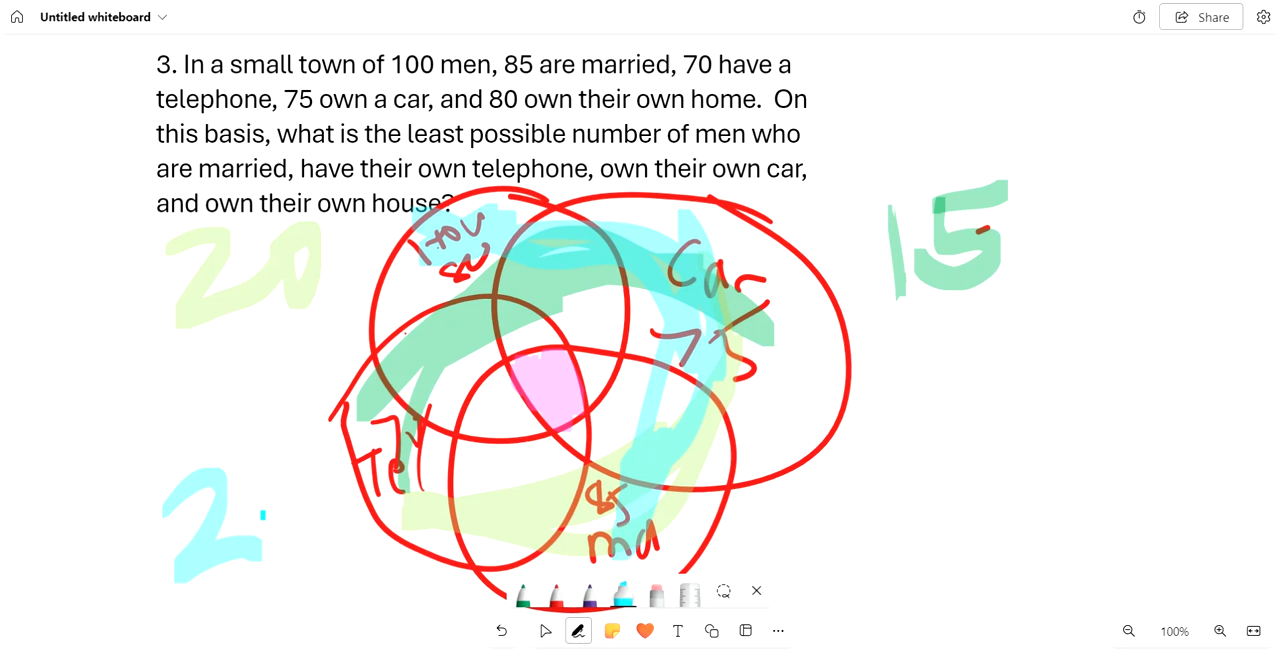 Untitled whiteboard
Share
3. In a small town of 100 men, 85 are married, 70 have a
telephone, 75 own a car, and 80 own their own home. On
this basis, what is the least possible number of men who
are married, have their own telephone, own their own car,
and own their own house?
20
15
80
Car
75
Tel
85
md
2
100%